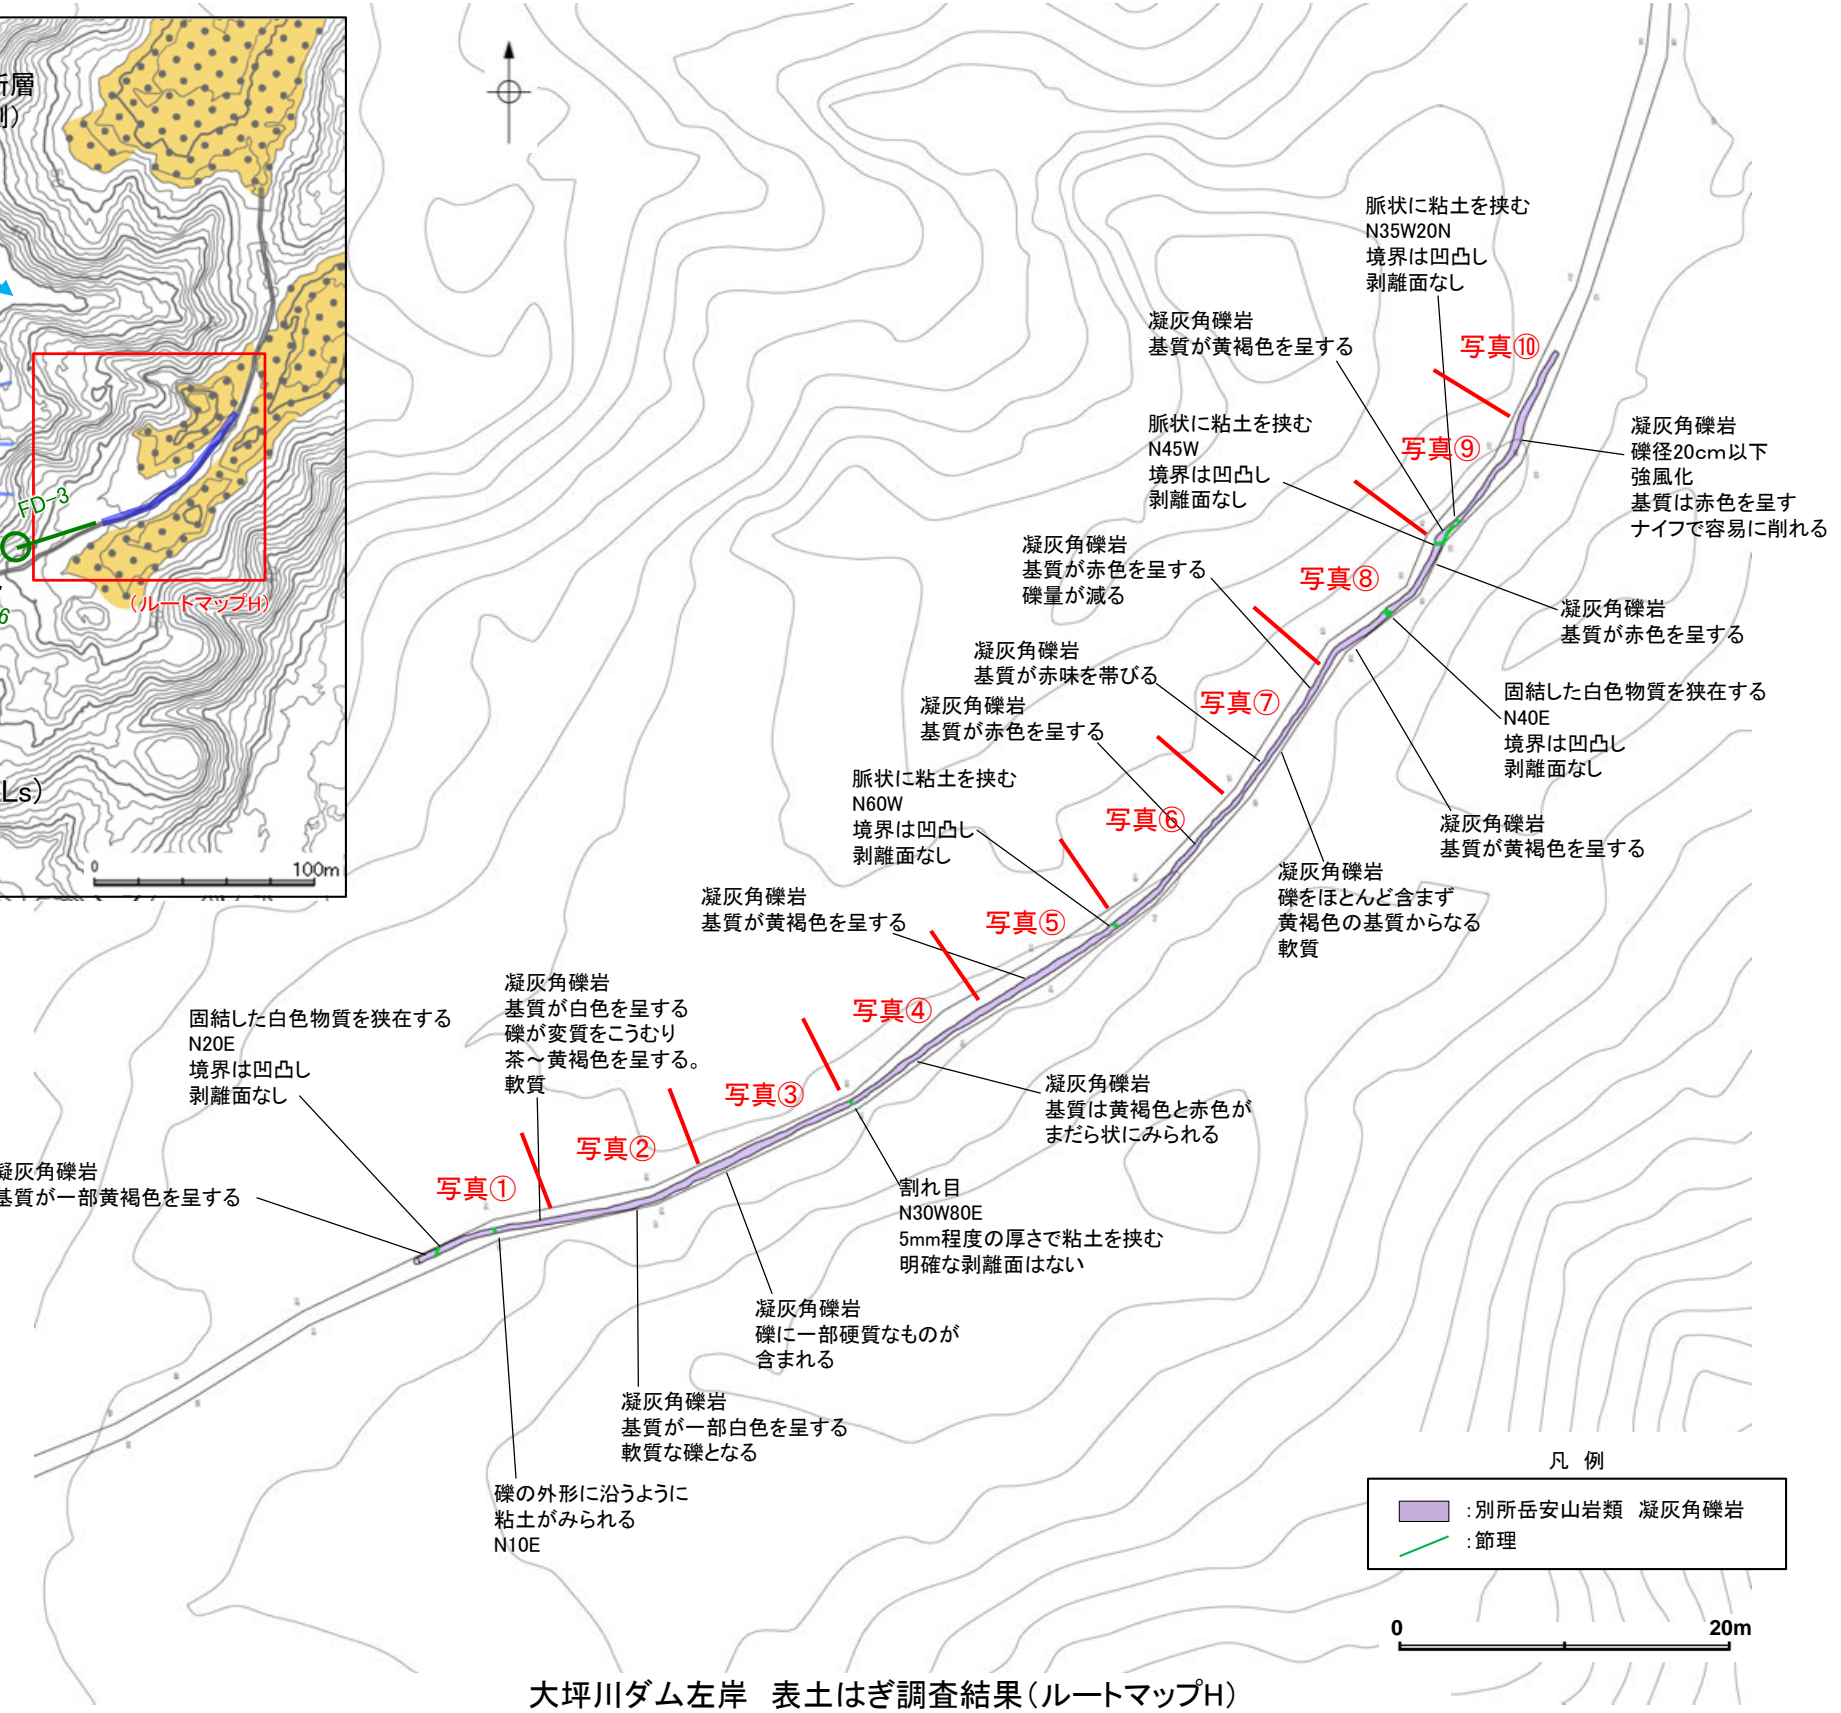 FD-3
6
(ルートマップH)
Ls)
0
100m
脈状に粘土を挟む
N35W20N
境界は凹凸し
剥離面なし
凝灰角礫岩
基質が黄褐色を呈する
写真⑩
脈状に粘土を挟む
N45W
境界は凹凸し
剥離面なし
写真⑨
凝灰角礫岩
礫径20cm以下
強風化
基質は赤色を呈す
ナイフで容易に削れる
凝灰角礫岩
基質が赤色を呈する
礫量が減る
写真⑧
凝灰角礫岩
基質が赤色を呈する
凝灰角礫岩
基質が赤味を帯びる
写真⑦
固結した白色物質を狭在する
N40E
境界は凹凸し
剥離面なし
凝灰角礫岩
基質が赤色を呈する
脈状に粘土を挟む
N60W
境界は凹凸し
剥離面なし
写真⑥
凝灰角礫岩
基質が黄褐色を呈する
凝灰角礫岩
礫をほとんど含まず
黄褐色の基質からなる
軟質
凝灰角礫岩
基質が黄褐色を呈する
写真⑤
凝灰角礫岩
基質が白色を呈する
礫が変質をこうむり
茶～黄褐色を呈する。
軟質
写真④
固結した白色物質を狭在する
N20E
境界は凹凸し
剥離面なし
写真③
凝灰角礫岩
基質は黄褐色と赤色が
まだら状にみられる
写真②
凝灰角礫岩
基質が一部黄褐色を呈する
写真①
割れ目
N30W80E
5mm程度の厚さで粘土を挟む
明確な剥離面はない
凝灰角礫岩
礫に一部硬質なものが
含まれる
凝灰角礫岩
基質が一部白色を呈する
軟質な礫となる
礫の外形に沿うように
粘土がみられる
N10E
凡 例
:別所岳安山岩類 凝灰角礫岩
:節理
0
20m
大坪川ダム左岸 表土はぎ調査結果(ルートマップH)